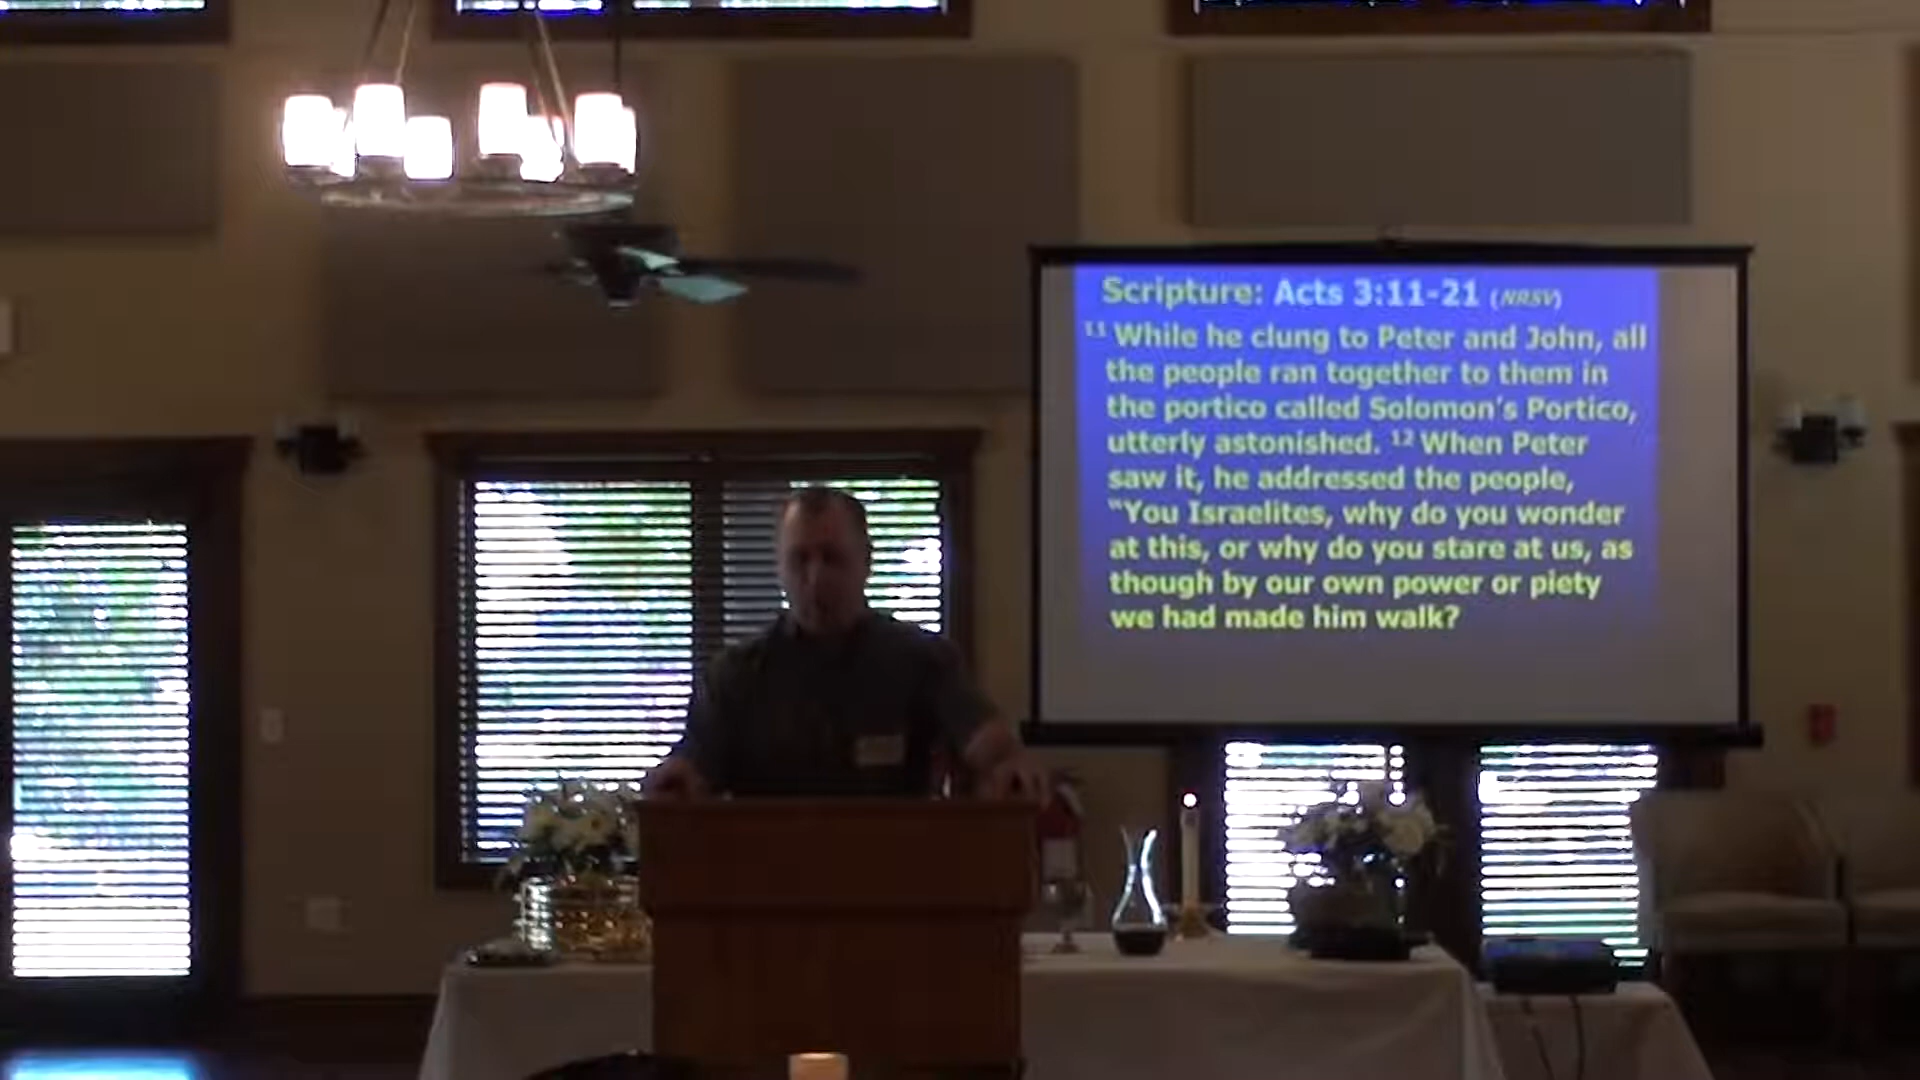 Scripture: Acts 3:11-21 (NRSV)
11 While he clung to Peter and John, all
the people ran together to them in
the portico called Solomon's Portico,
utterly astonished. 12 When Peter
saw it, he addressed the people,
"You Israelites, why do you wonder
at this, or why do you stare at us, as
though by our own power or piety
we had made him walk?